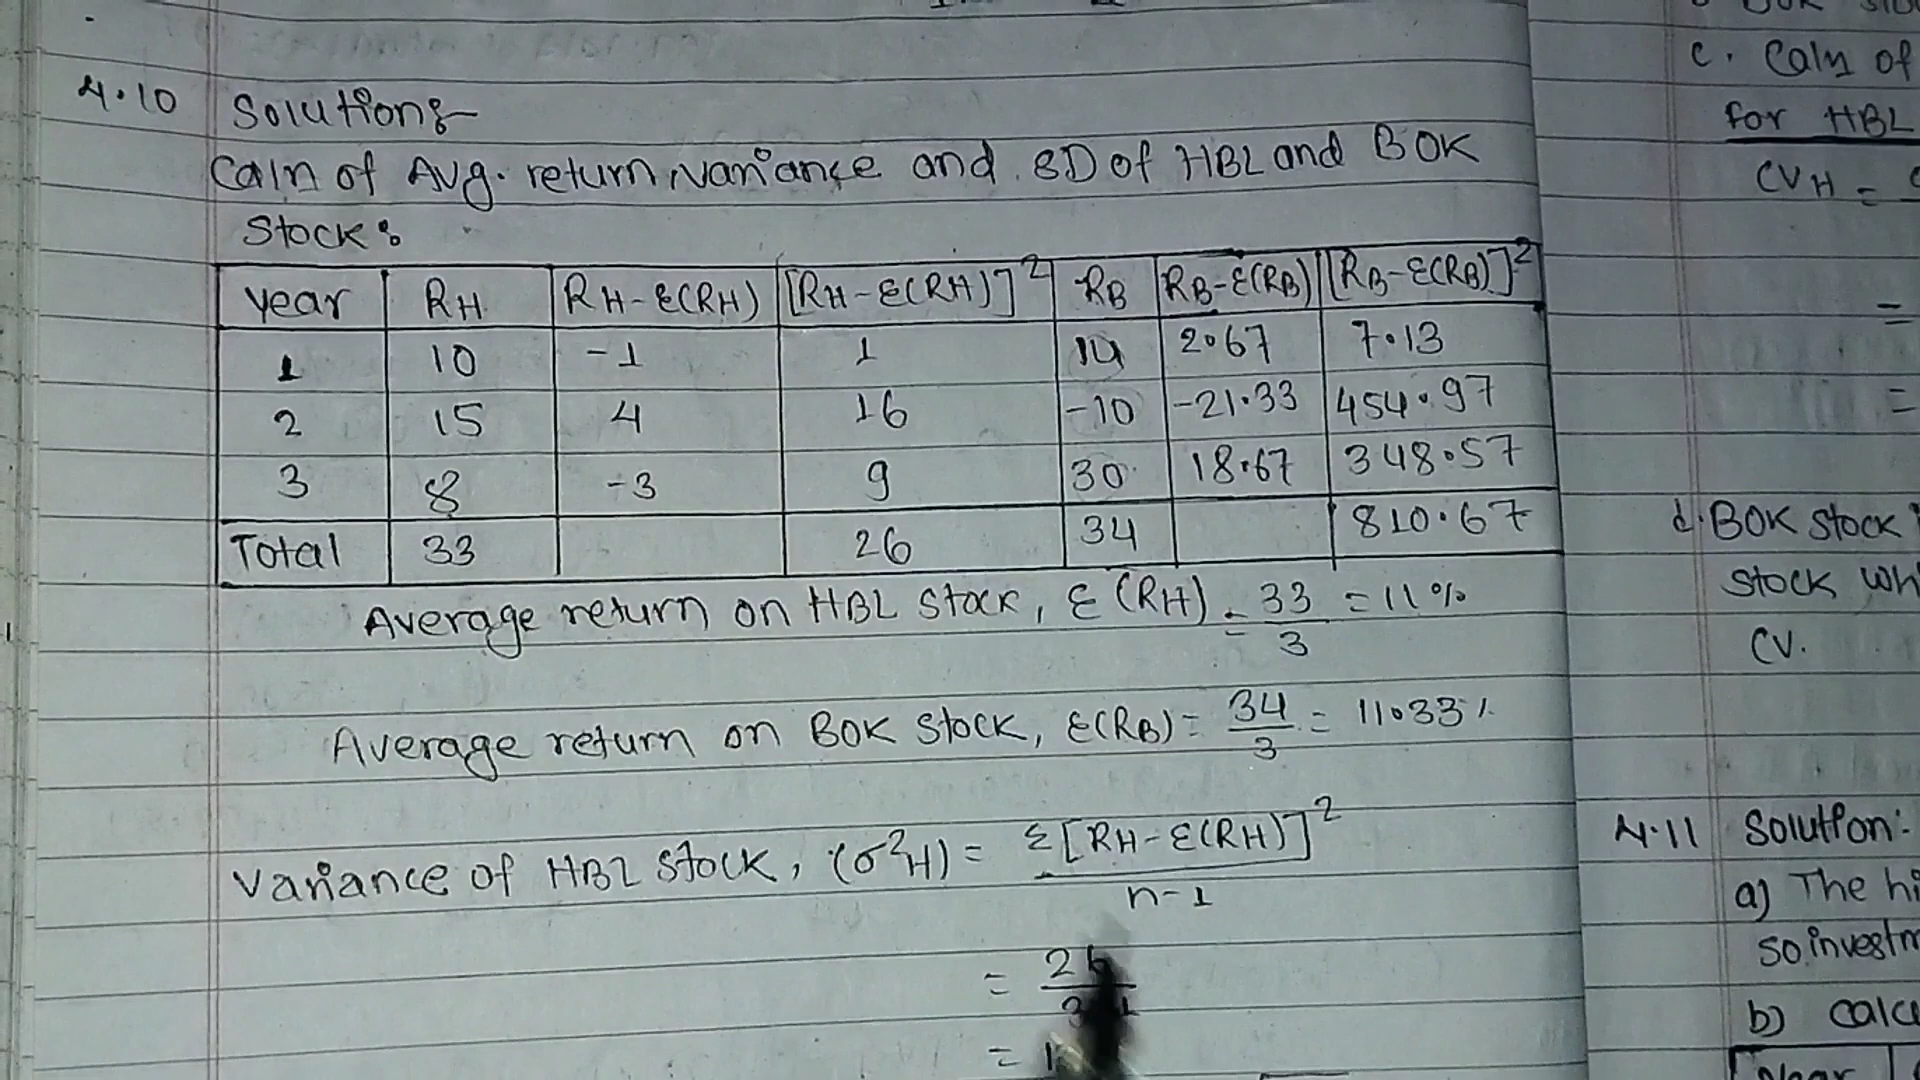 4.10 Solution:-
Caln of Avg. return, variance and SD of HBL and BOK
Stock:
Year RH RH-E(RH) [RH-E(RH)]² RB RB-E(RB) [RB-E(RB)]²
1 10 -1 1 14 2.67 7.13
2 15 4 16 -10 -21.33 454.97
3 8 -3 9 30 18.67 348.57
Total 33 26 34 810.67
Average return on HBL Stock, E(RH) = 33/3 = 11%
Average return on BOK Stock, E(RB) = 34/3 = 11.33%
Variance of HBL Stock, (σ²H) = Σ[RH-E(RH)]²/n-1
= 26/3-1
=
c. Caln of
for HBL
CVH =
=
=
d. BOK stock
Stock wh
CV.
4.11 Solution:-
a) The hi
so investm
b) Calcu